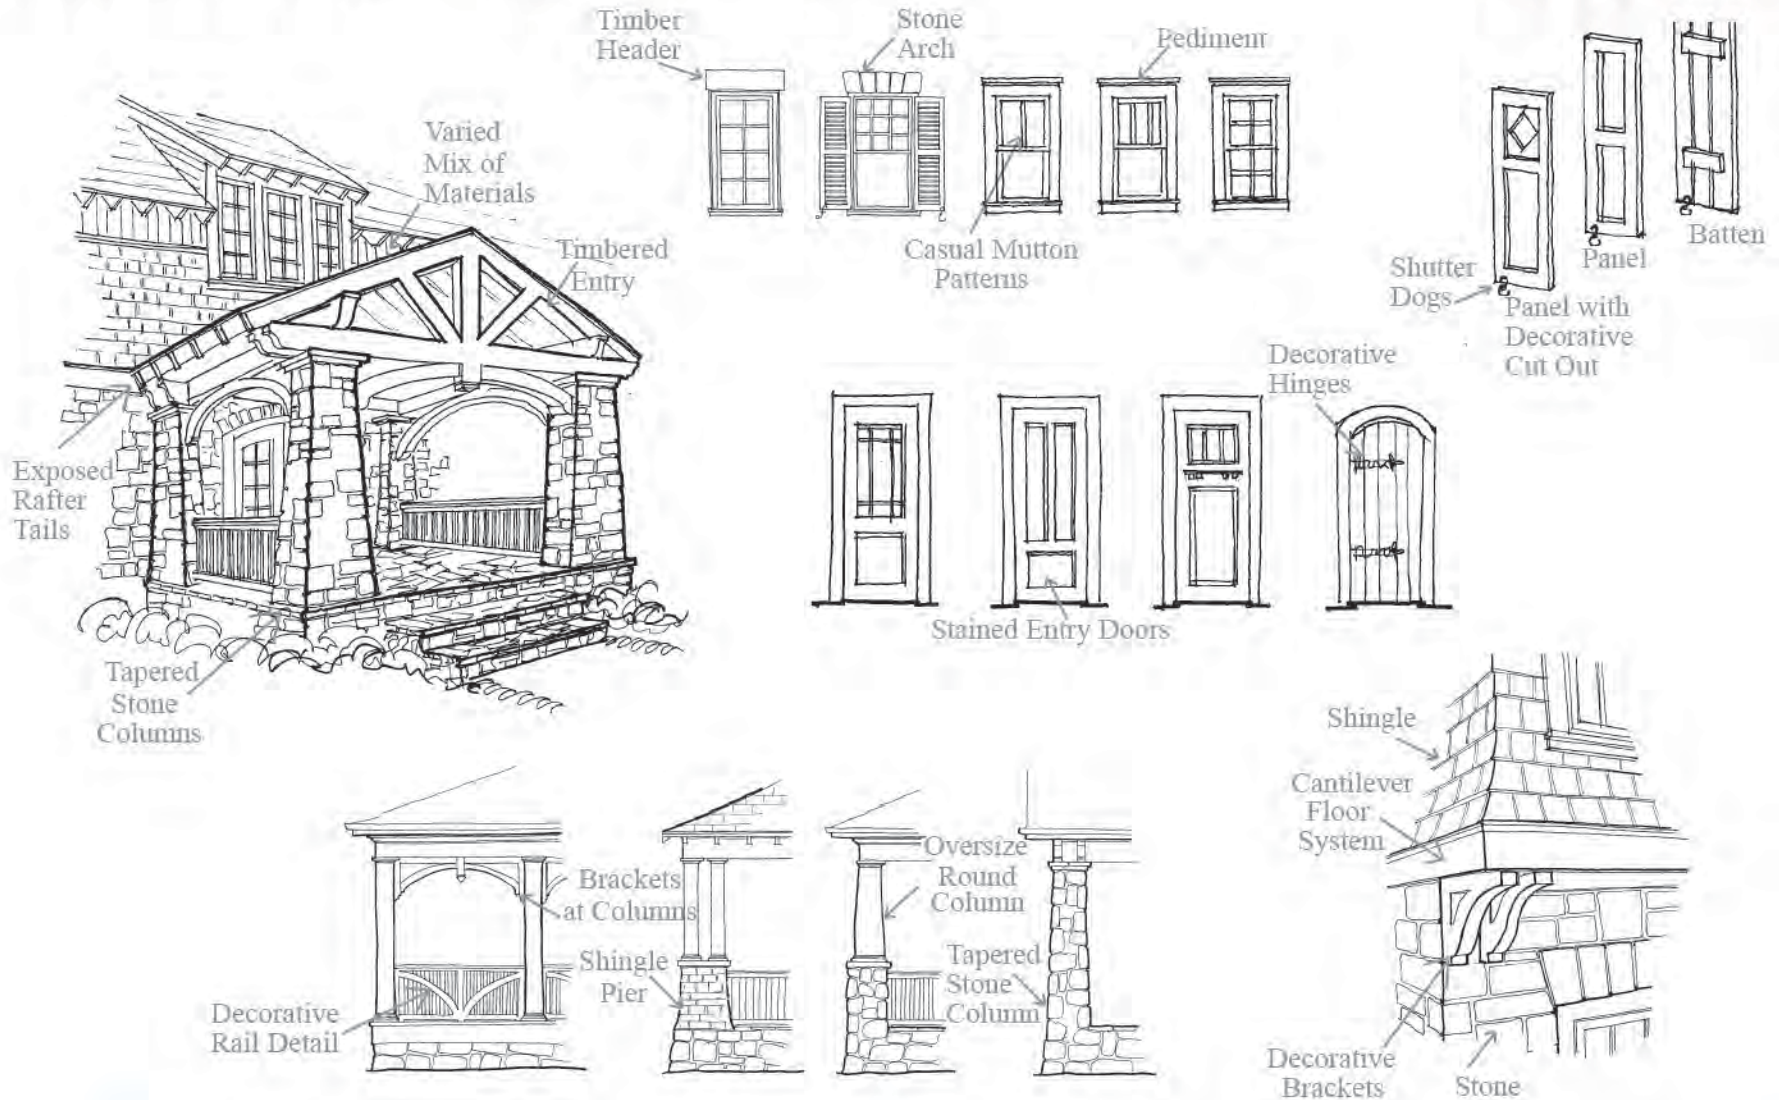 Timber
Header
Stone
Arch
Pediment
Varied
Mix of
Materials
Timbered
Entry
Casual Mutton
Patterns
Shutter
Dogs
Panel with
Decorative
Cut Out
Panel
Batten
Exposed
Rafter
Tails
Decorative
Hinges
Stained Entry Doors
Tapered
Stone
Columns
Shingle
Cantilever
Floor
System
Brackets
at Columns
Oversize
Round
Column
Shingle
Pier
Tapered
Stone
Column
Decorative
Rail Detail
Decorative
Brackets
Stone